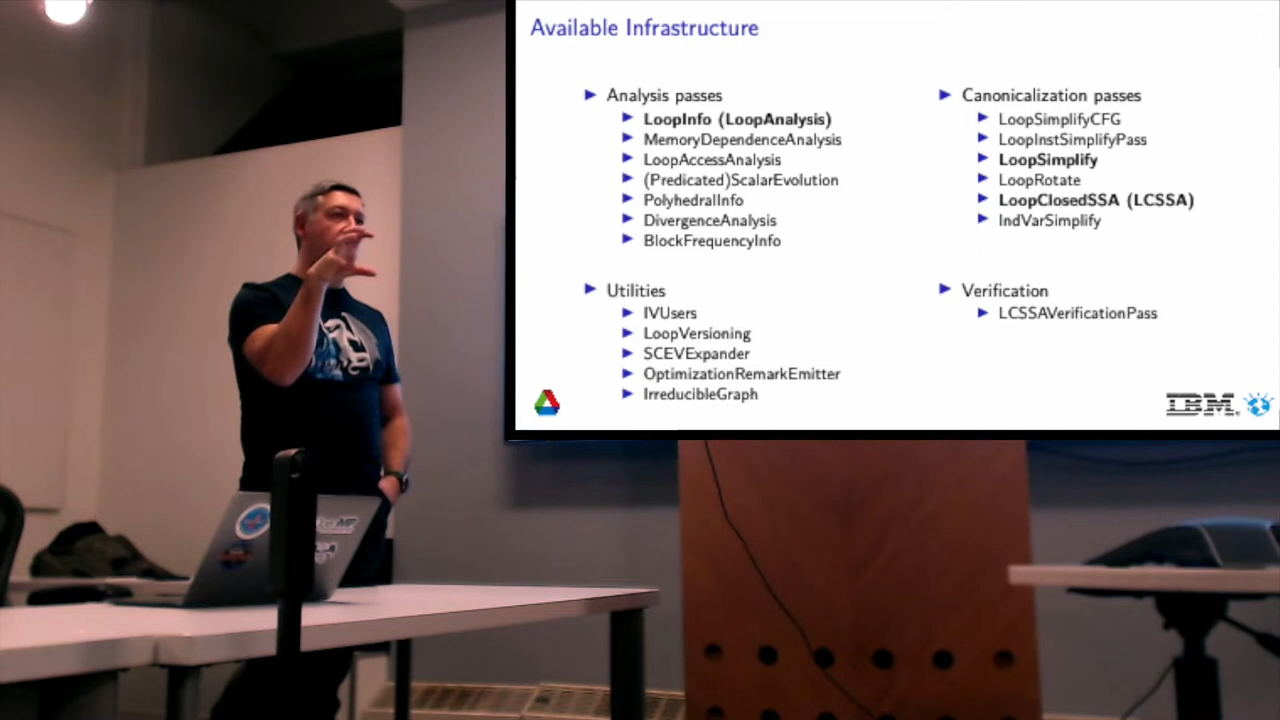 Available Infrastructure
Analysis passes
LoopInfo (LoopAnalysis)
MemoryDependenceAnalysis
LoopAccessAnalysis
(Predicated)ScalarEvolution
PolyhedralInfo
DivergenceAnalysis
BlockFrequencyInfo
Utilities
IVUsers
LoopVersioning
SCEVExpander
OptimizationRemarkEmitter
IrreducibleGraph
Canonicalization passes
LoopSimplifyCFG
LoopInstSimplifyPass
LoopSimplify
LoopRotate
LoopClosedSSA (LCSSA)
IndVarSimplify
Verification
LCSSAVerificationPass
IBM